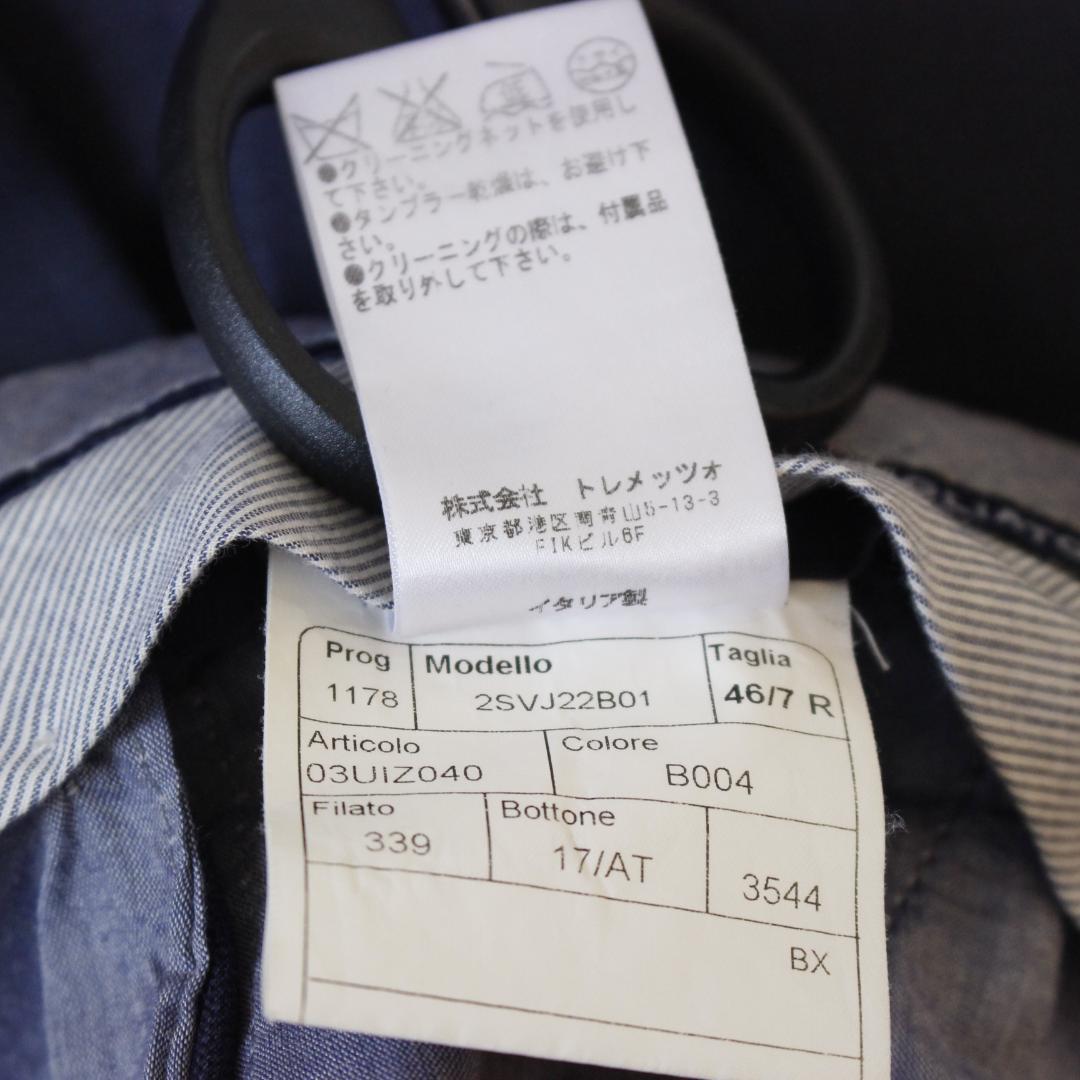 ●クリーニングネットを使用し
て下さい。
●タンブラー乾燥は、お避け下
さい。
●クリーニングの際は、付属品
を取り外して下さい。
株式会社 トレメッツォ
東京都港区南青山5-13-3
FIKビル6F
イタリア製
Prog Modello Taglia
1178 2SVJ22B01 46/7 R
Articolo Colore
03UIZ040 B004
Filato Bottone
339 17/AT 3544
BX